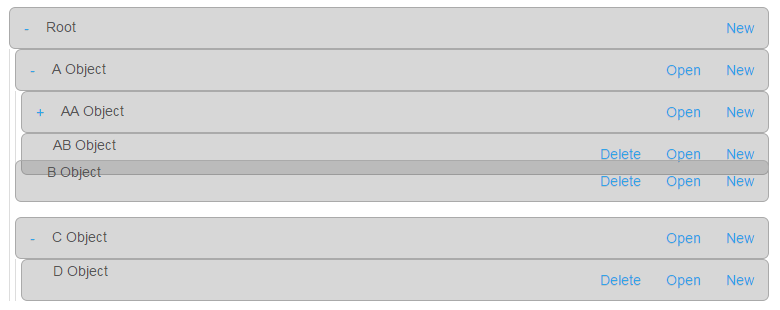 - Root New
- A Object Open New
+ AA Object Open New
AB Object Delete Open New
B Object Delete Open New
- C Object Open New
D Object Delete Open New